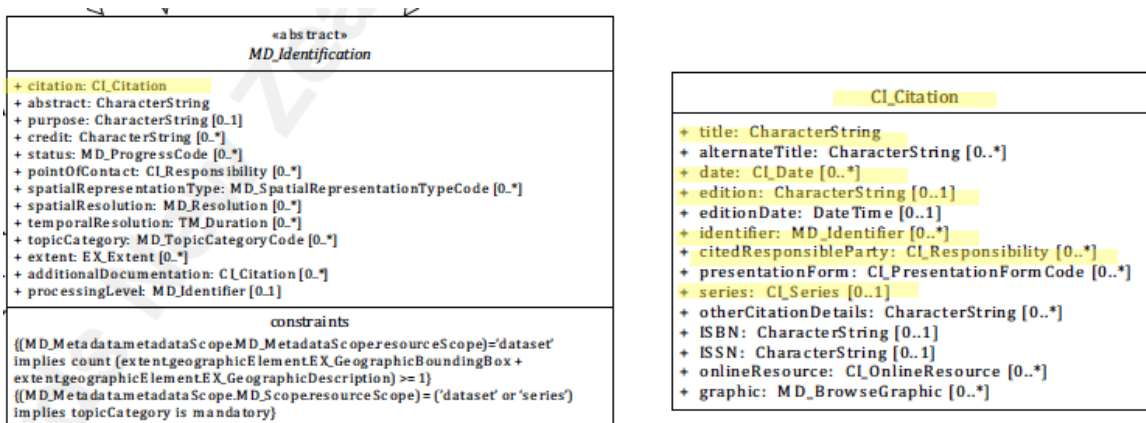 «abstract»
MD_Identification
+ citation: CI_Citation
+ abstract: CharacterString
+ purpose: CharacterString [0..1]
+ credit: CharacterString [0..*]
+ status: MD_ProgressCode [0..*]
+ pointOfContact: CI_Responsibility [0..*]
+ spatialRepresentationType: MD_SpatialRepresentationTypeCode [0..*]
+ spatialResolution: MD_Resolution [0..*]
+ temporalResolution: TM_Duration [0..*]
+ topicCategory: MD_TopicCategoryCode [0..*]
+ extent: EX_Extent [0..*]
+ additionalDocumentation: CI_Citation [0..*]
+ processingLevel: MD_Identifier [0..1]
constraints
{(MD_Metadata.metadataScope.MD_MetadataScope.resourceScope)='dataset'
implies count (extent.geographicElement.EX_GeographicBoundingBox +
extent.geographicElement.EX_GeographicDescription) >= 1}
{(MD_Metadata.metadataScope.MD_Scope.resourceScope) = ('dataset' or 'series')
implies topicCategory is mandatory}
CI_Citation
+ title: CharacterString
+ alternateTitle: CharacterString [0..*]
+ date: CI_Date [0..*]
+ edition: CharacterString [0..1]
+ editionDate: DateTime [0..1]
+ identifier: MD_Identifier [0..*]
+ citedResponsibleParty: CI_Responsibility [0..*]
+ presentationForm: CI_PresentationFormCode [0..*]
+ series: CI_Series [0..1]
+ otherCitationDetails: CharacterString [0..*]
+ ISBN: CharacterString [0..1]
+ ISSN: CharacterString [0..1]
+ onlineResource: CI_OnlineResource [0..*]
+ graphic: MD_BrowseGraphic [0..*]